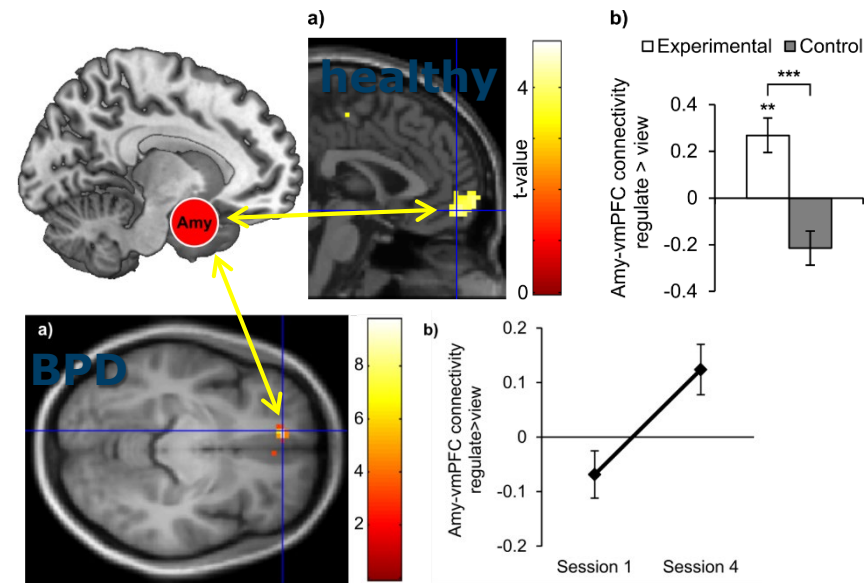 a)
healthy
Amy
4
2
0
t-value
b)
Experimental
Control
***
**
0.4
0.2
0
-0.2
-0.4
Amy-vmPFC connectivity
regulate > view
a)
BPD
8
6
4
2
b)
0.2
0.1
0
-0.1
-0.2
Amy-vmPFC connectivity
regulate>view
Session 1
Session 4